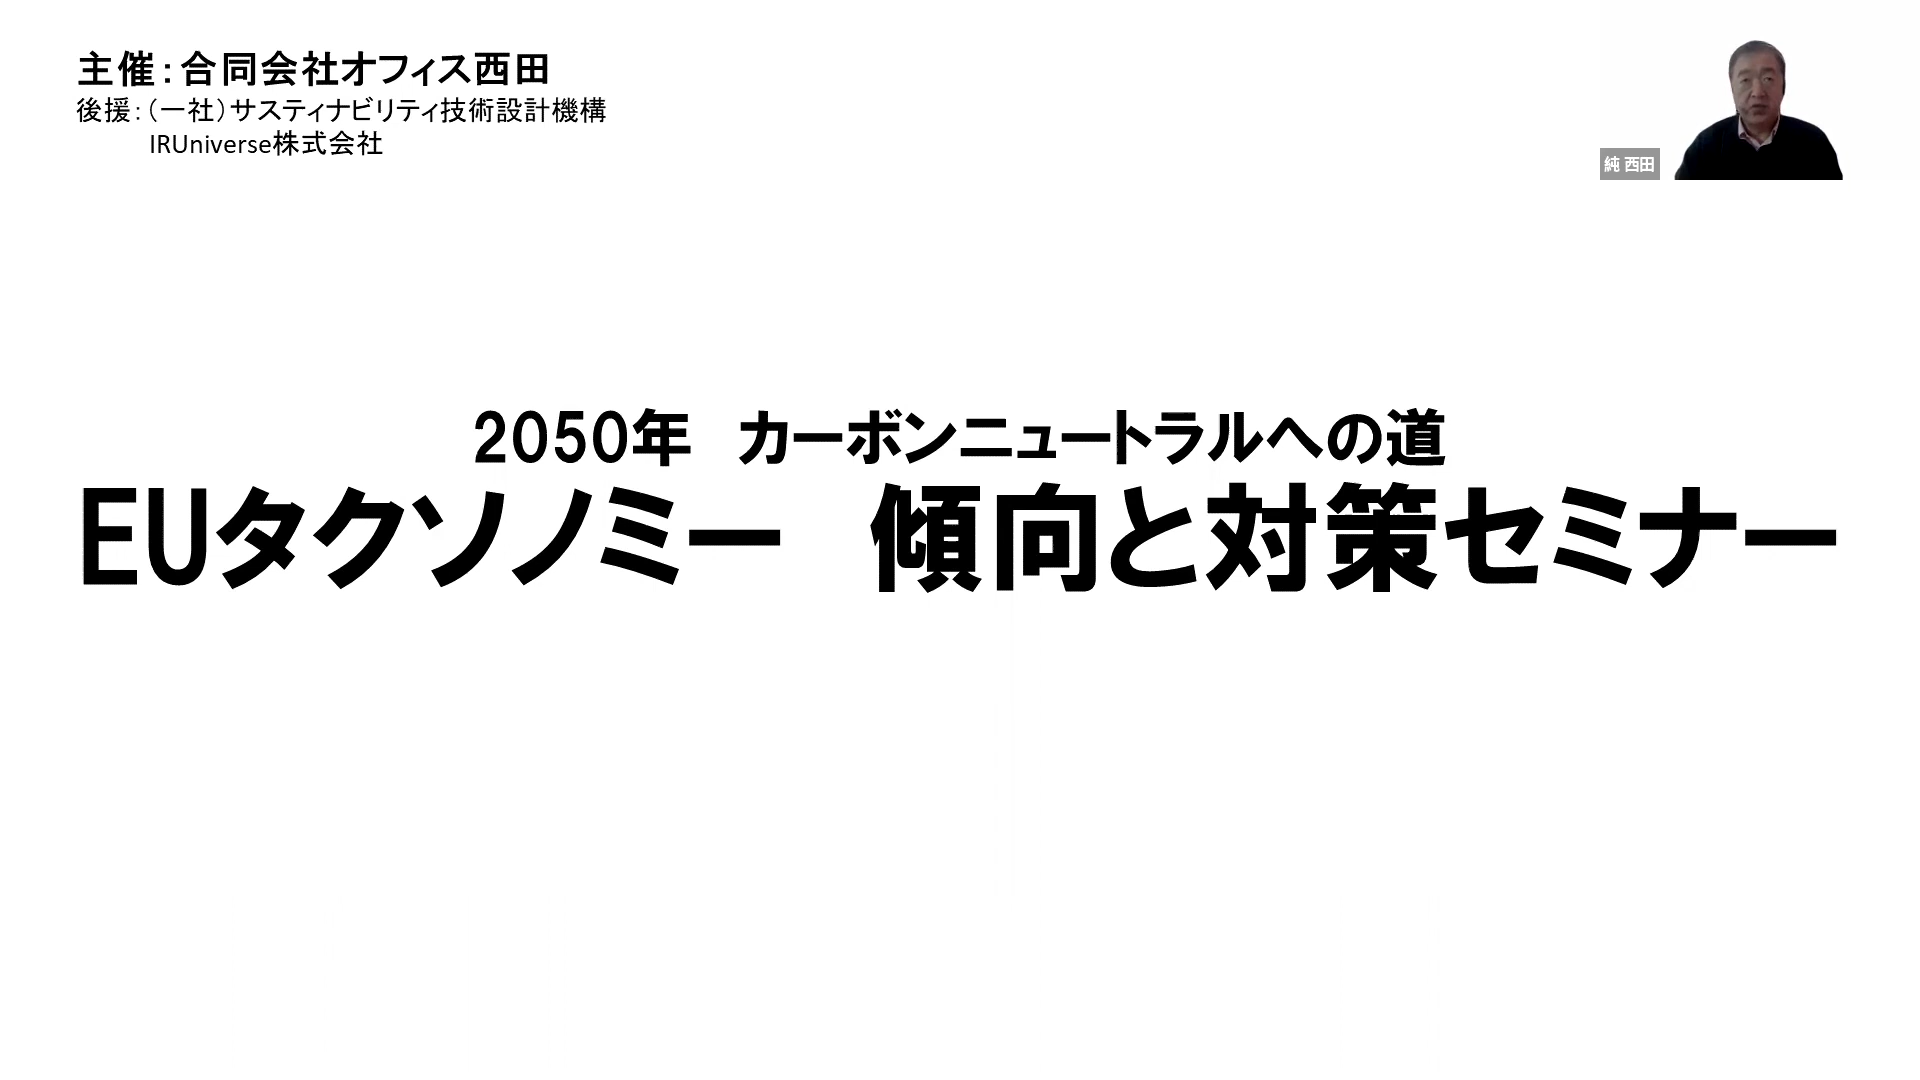 主催：合同会社オフィス西田
後援：（一社）サスティナビリティ技術設計機構
IRUniverse株式会社
純 西田
2050年　カーボンニュートラルへの道
EUタクソノミー　傾向と対策セミナー